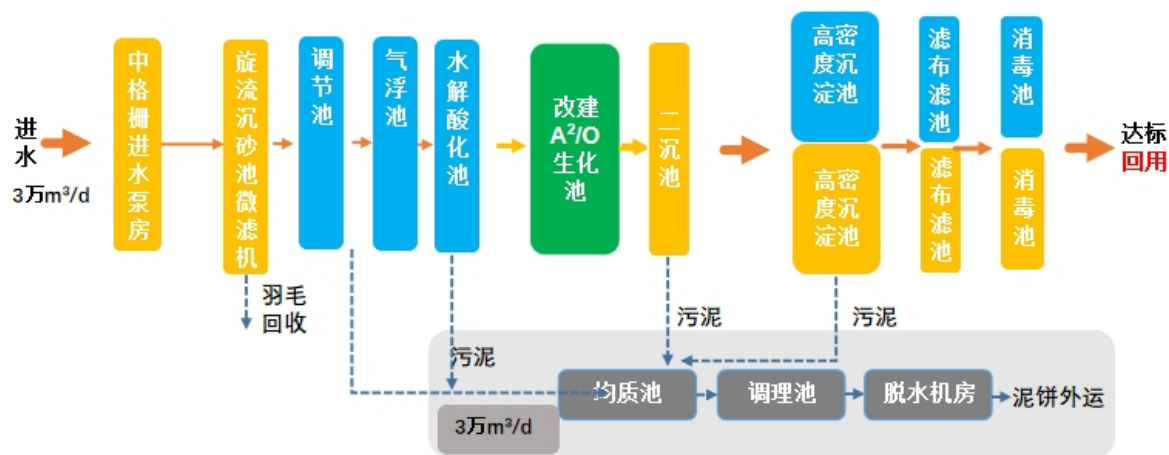 进水
3万m³/d
中格栅进水泵房
旋流沉砂池微滤机
调节池
气浮池
水解酸化池
改建
A²/O
生化
池
二沉池
高密
度沉
淀池
高密
度沉
淀池
滤布滤池
滤布滤池
消毒池
消毒池
达标
回用
羽毛
回收
污泥
污泥
污泥
均质池
调理池
脱水机房
泥饼外运
3万m³/d